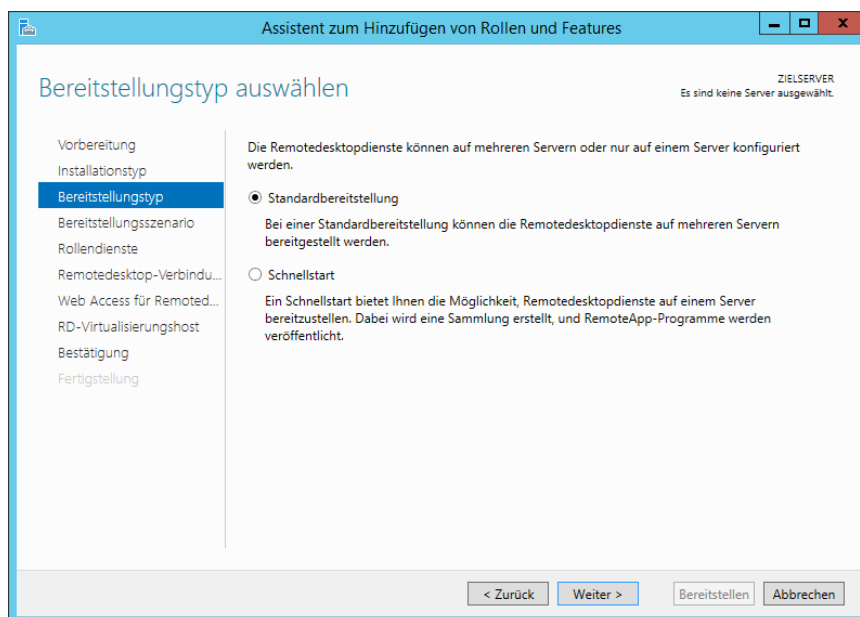 Assistent zum Hinzufügen von Rollen und Features
Bereitstellungstyp auswählen
ZIELSERVER
Es sind keine Server ausgewählt.
Vorbereitung
Installationstyp
Bereitstellungstyp
Bereitstellungsszenario
Rollendienste
Remotedesktop-Verbindu...
Web Access für Remoted...
RD-Virtualisierungshost
Bestätigung
Fertigstellung
Die Remotedesktopdienste können auf mehreren Servern oder nur auf einem Server konfiguriert
werden.
Standardbereitstellung
Bei einer Standardbereitstellung können die Remotedesktopdienste auf mehreren Servern
bereitgestellt werden.
Schnellstart
Ein Schnellstart bietet Ihnen die Möglichkeit, Remotedesktopdienste auf einem Server
bereitzustellen. Dabei wird eine Sammlung erstellt, und RemoteApp-Programme werden
veröffentlicht.
< Zurück
Weiter >
Bereitstellen
Abbrechen